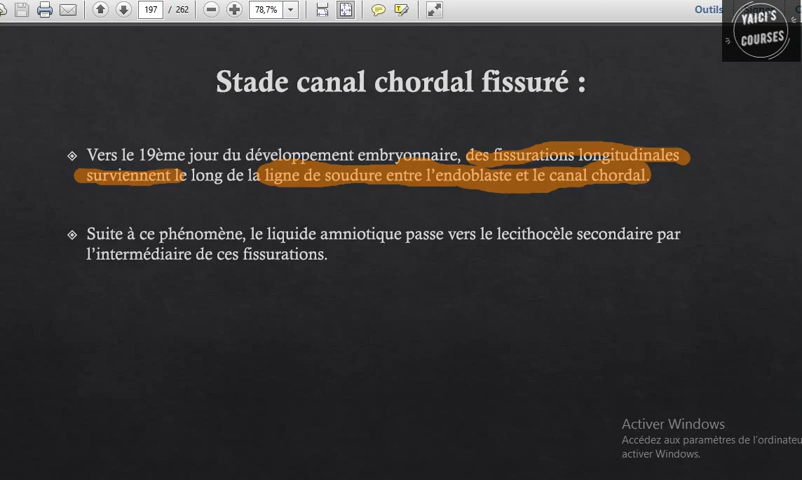 197 / 262
78,7%
Outils
YAICI'S
COURSES
Stade canal chordal fissuré :
Vers le 19ème jour du développement embryonnaire, des fissurations longitudinales
surviennent le long de la ligne de soudure entre l'endoblaste et le canal chordal.
Suite à ce phénomène, le liquide amniotique passe vers le lecithocèle secondaire par
l'intermédiaire de ces fissurations.
Activer Windows
Accédez aux paramètres de l'ordinateu
activer Windows.